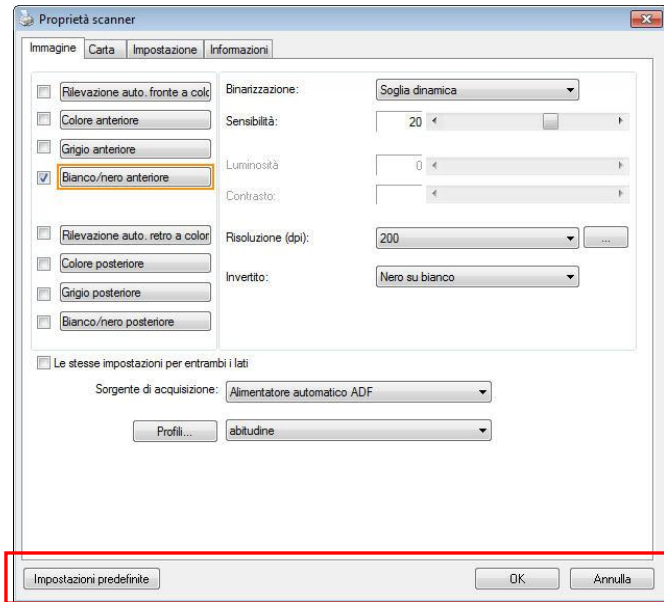 Proprietà scanner
Immagine Carta Impostazione Informazioni
Rilevazione auto. fronte a colo
Colore anteriore
Grigio anteriore
Bianco/nero anteriore
Rilevazione auto. retro a color
Colore posteriore
Grigio posteriore
Bianco/nero posteriore
Binarizzazione: Soglia dinamica
Sensibilità: 20
Luminosità 0
Contrasto:
Risoluzione (dpi): 200 ...
Invertito: Nero su bianco
Le stesse impostazioni per entrambi i lati
Sorgente di acquisizione: Alimentatore automatico ADF
Profili... abitudine
Impostazioni predefinite OK Annulla